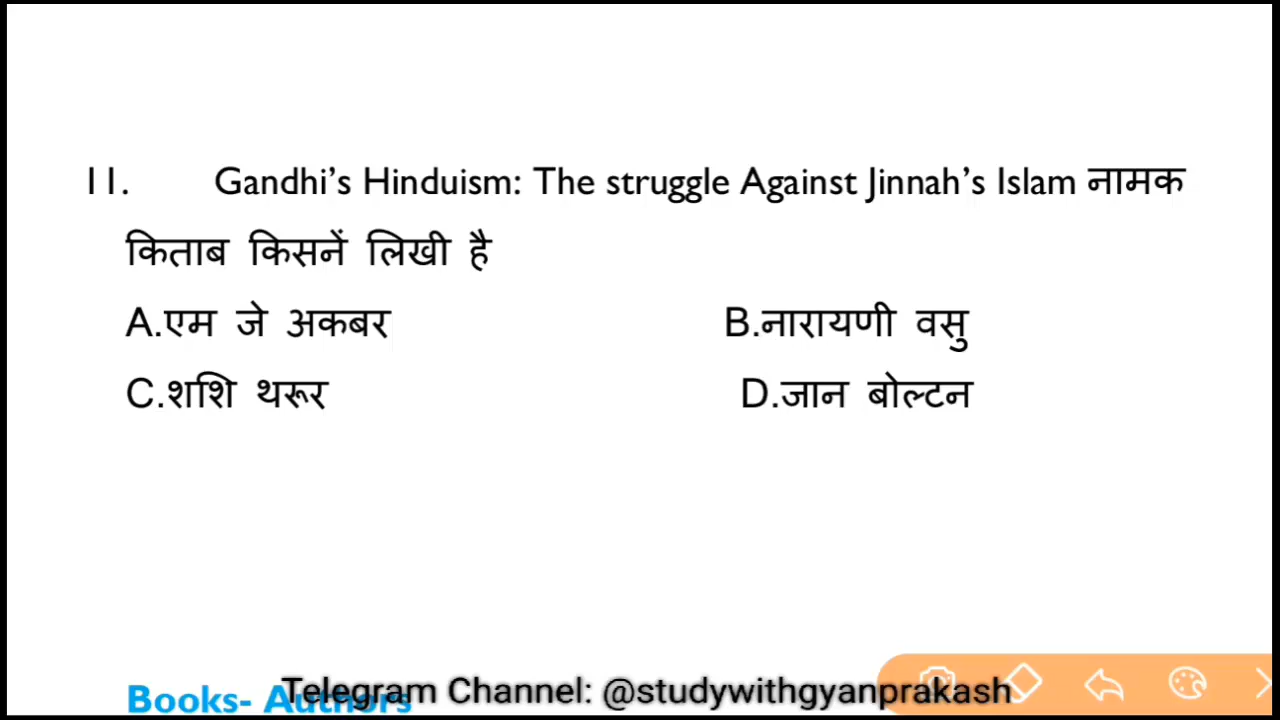 11. Gandhi's Hinduism: The struggle Against Jinnah's Islam नामक
किताब किसनें लिखी है
A.एम जे अकबर B.नारायणी वसु
C.शशि थरूर D.जान बोल्टन
Books- Authors
Telegram Channel: @studywithgyanprakash